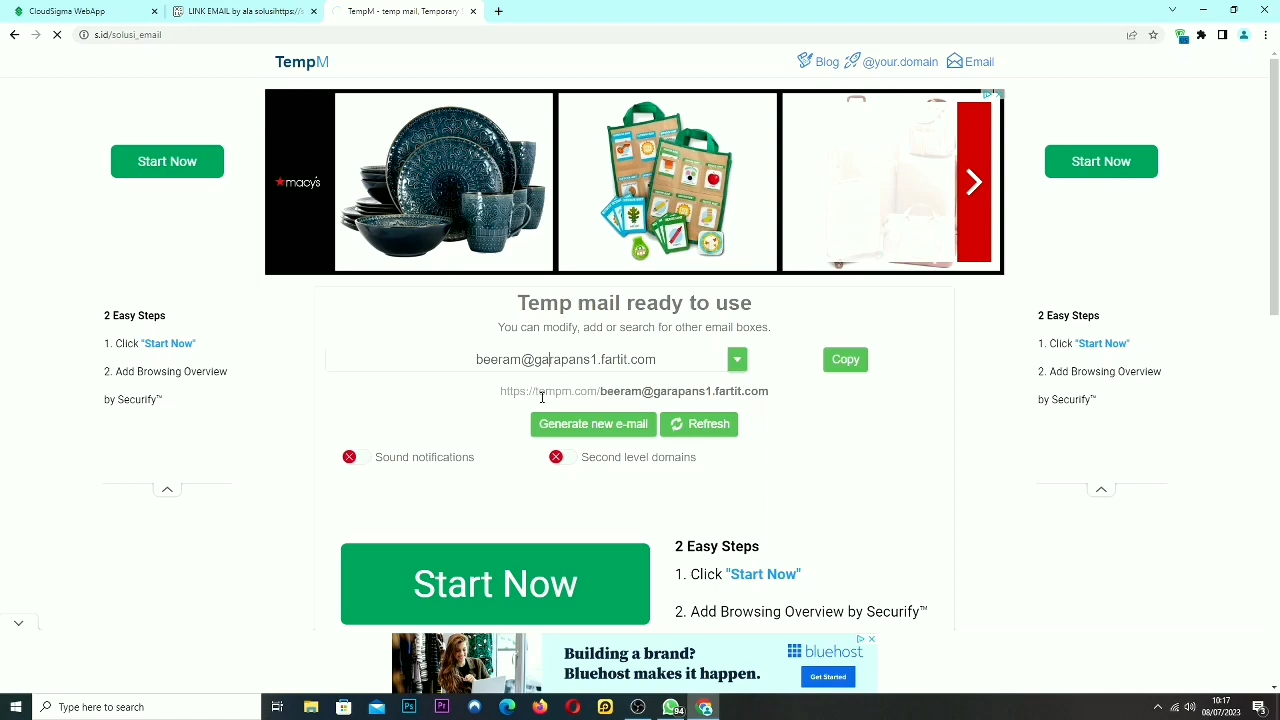 CloudSigma WebApp
LINK EMAIL by ala solusihttps://s
TempM - temp mail, Temporary
s.id/solusi_email
TempM
Blog
@your.domain
Email
Start Now
★macy's
Start Now
Temp mail ready to use
You can modify, add or search for other email boxes.
beeram@garapans1.fartit.com
Copy
https://tempm.com/beeram@garapans1.fartit.com
Generate new e-mail
Refresh
Sound notifications
Second level domains
2 Easy Steps
1. Click "Start Now"
2. Add Browsing Overview
by Securify™
2 Easy Steps
1. Click "Start Now"
2. Add Browsing Overview
by Securify™
Start Now
2 Easy Steps
1. Click "Start Now"
2. Add Browsing Overview by Securify™
Building a brand?
Bluehost makes it happen.
bluehost
Get Started
Type here to search
Ps
Pr
84
10:17
08/07/2023